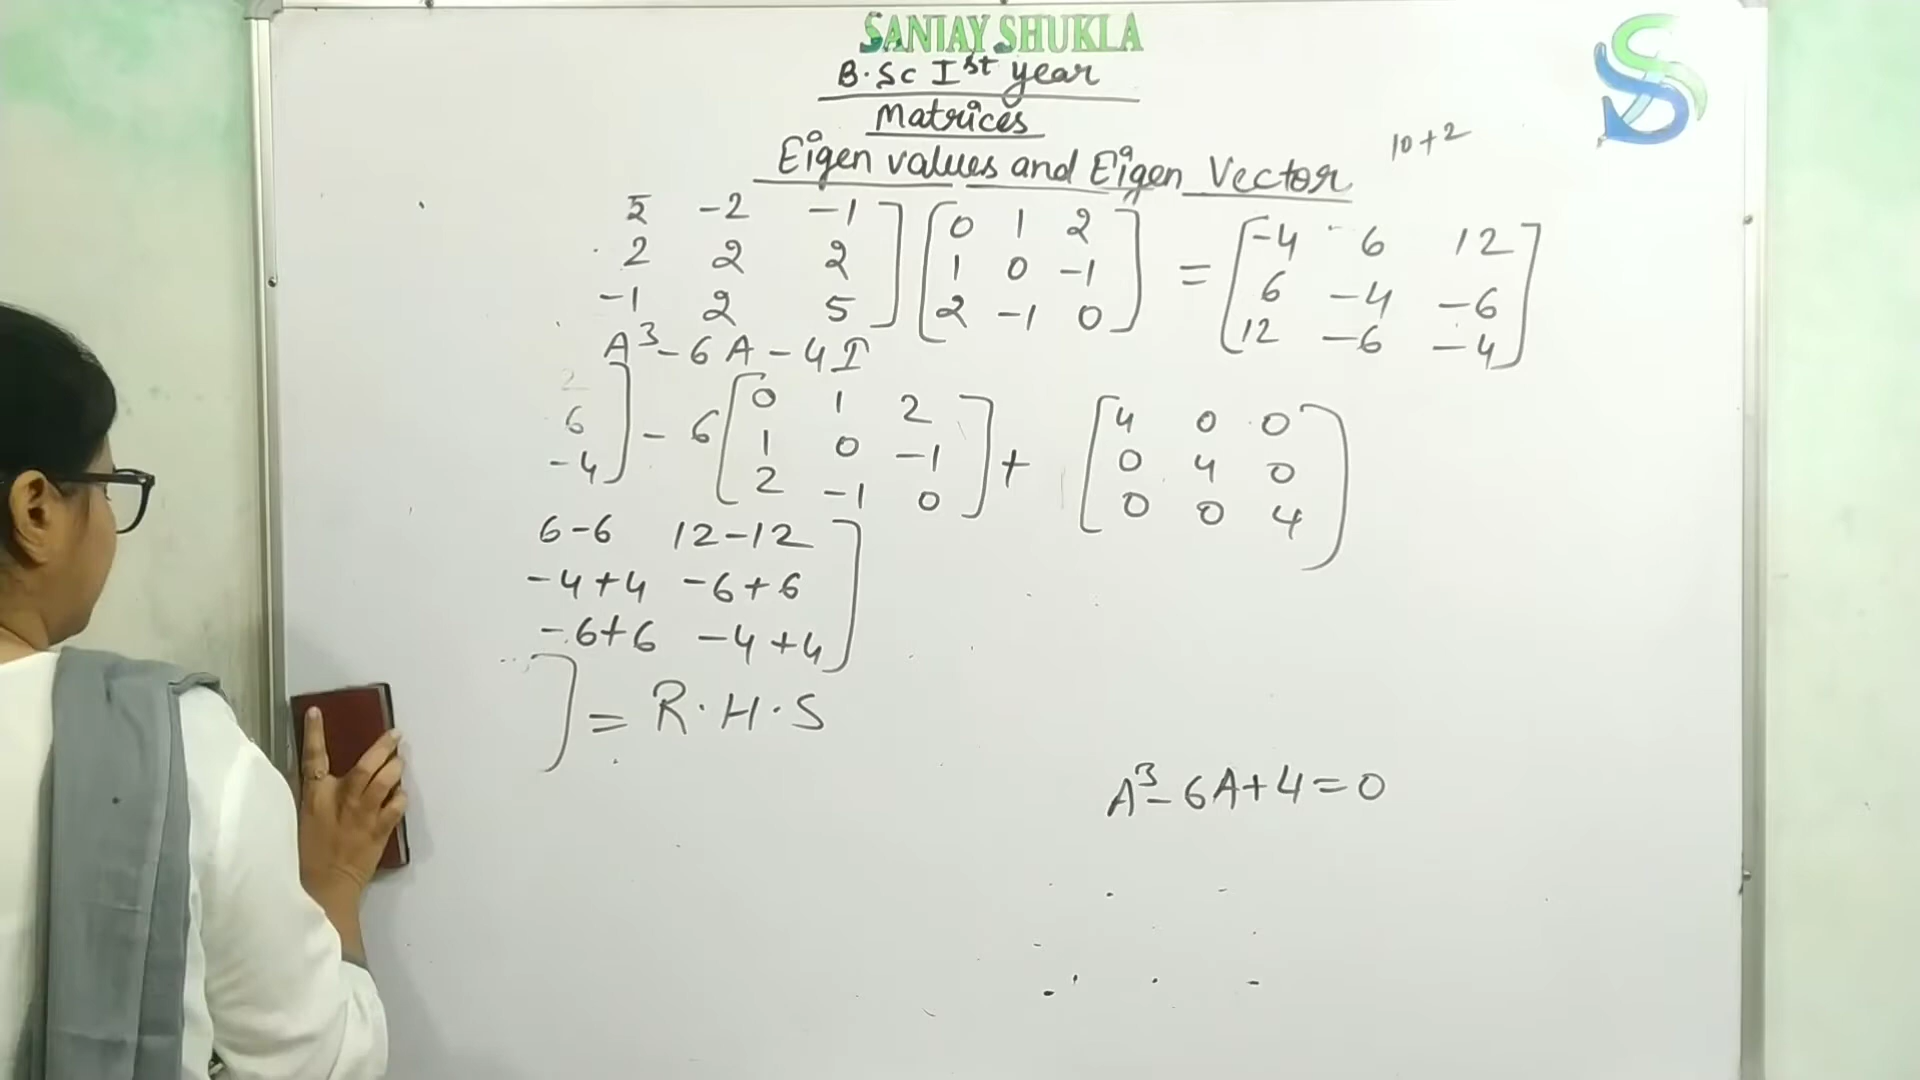 SANJAY SHUKLA
B.Sc Ist year
Matrices
Eigen values and Eigen Vector 10+2
5 -2 -1 ] [ 0 1 2 ] = [ -4 6 12 ]
2 2 2 ] [ 1 0 -1 ] [ 6 -4 -6 ]
-1 2 5 ] [ 2 -1 0 ] [ 12 -6 -4 ]
A³ - 6A - 4I
] - 6 [ 0 1 2 ] + [ 4 0 0 ]
6 ] [ 1 0 -1 ] [ 0 4 0 ]
-4 ] [ 2 -1 0 ] [ 0 0 4 ]
6-6 12-12 ]
-4+4 -6+6 ]
-6+6 -4+4 ]
] = R.H.S
A³ - 6A + 4 = 0